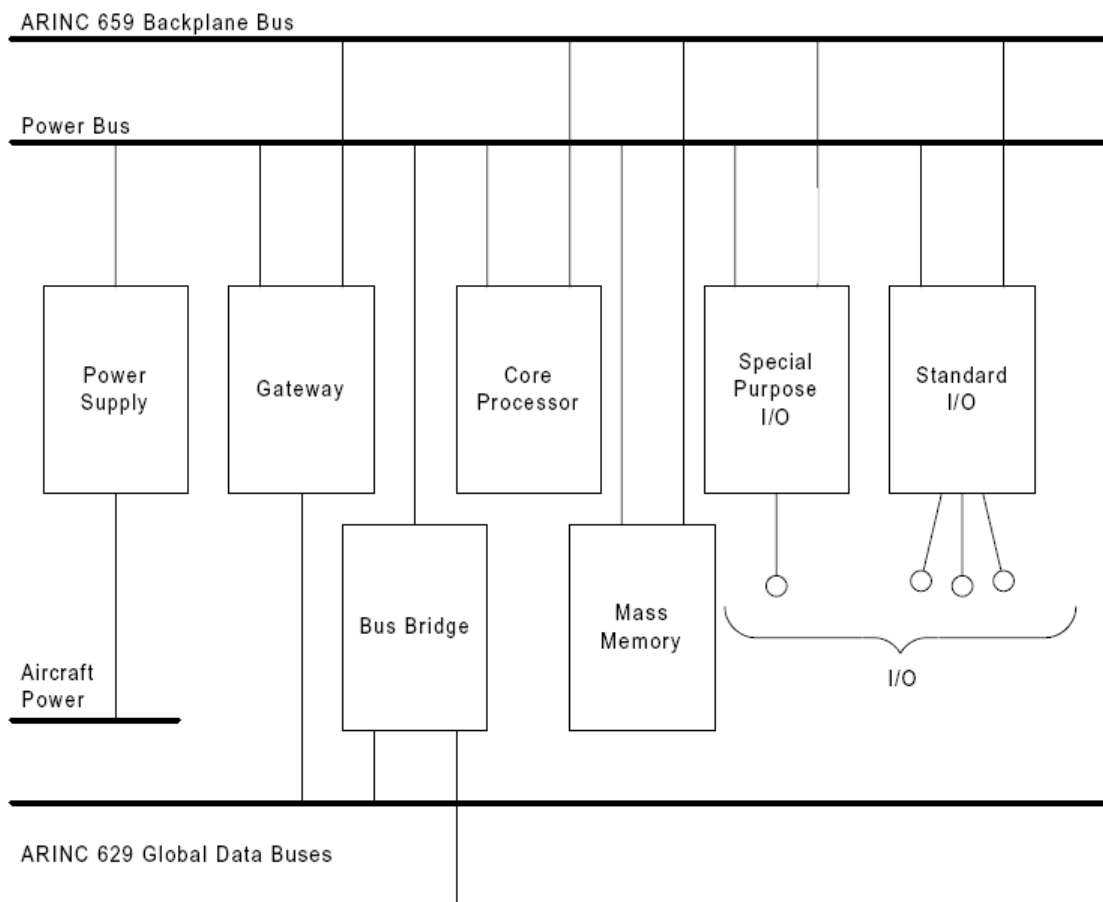 ARINC 659 Backplane Bus
Power Bus
Power
Supply
Gateway
Core
Processor
Special
Purpose
I/O
Standard
I/O
Bus Bridge
Mass
Memory
I/O
Aircraft
Power
ARINC 629 Global Data Buses